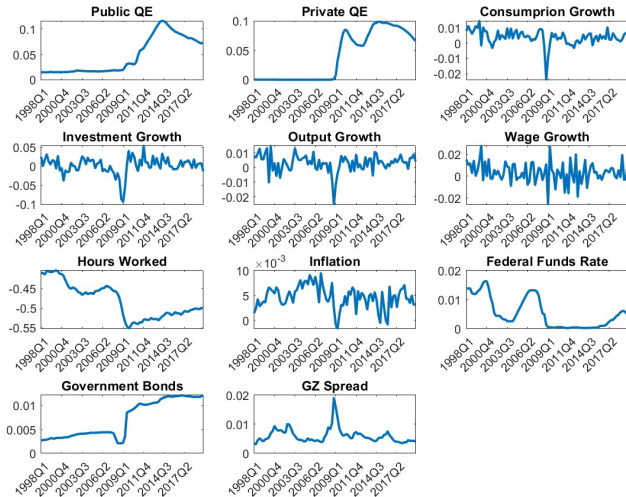 Public QE
0.1
0.05
0
1998Q1
2000Q4
2003Q3
2006Q2
2009Q1
2011Q4
2014Q3
2017Q2
Private QE
0.1
0.05
0
1998Q1
2000Q4
2003Q3
2006Q2
2009Q1
2011Q4
2014Q3
2017Q2
Consumprion Growth
0.01
0
-0.01
-0.02
1998Q1
2000Q4
2003Q3
2006Q2
2009Q1
2011Q4
2014Q3
2017Q2
Investment Growth
0.05
0
-0.05
-0.1
1998Q1
2000Q4
2003Q3
2006Q2
2009Q1
2011Q4
2014Q3
2017Q2
Output Growth
0.01
0
-0.01
-0.02
1998Q1
2000Q4
2003Q3
2006Q2
2009Q1
2011Q4
2014Q3
2017Q2
Wage Growth
0.02
0
-0.02
1998Q1
2000Q4
2003Q3
2006Q2
2009Q1
2011Q4
2014Q3
2017Q2
Hours Worked
-0.45
-0.5
-0.55
1998Q1
2000Q4
2003Q3
2006Q2
2009Q1
2011Q4
2014Q3
2017Q2
Inflation
×10-3
10
5
0
1998Q1
2000Q4
2003Q3
2006Q2
2009Q1
2011Q4
2014Q3
2017Q2
Federal Funds Rate
0.02
0.01
0
1998Q1
2000Q4
2003Q3
2006Q2
2009Q1
2011Q4
2014Q3
2017Q2
Government Bonds
0.01
0.005
0
1998Q1
2000Q4
2003Q3
2006Q2
2009Q1
2011Q4
2014Q3
2017Q2
GZ Spread
0.02
0.01
0
1998Q1
2000Q4
2003Q3
2006Q2
2009Q1
2011Q4
2014Q3
2017Q2